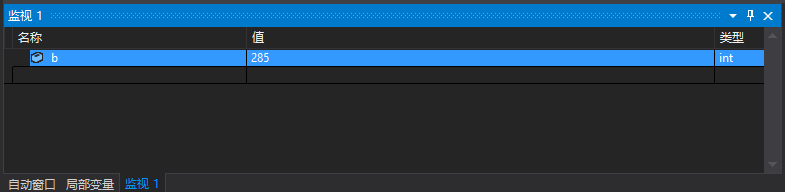 监视 1
名称 值 类型
b 285 int
自动窗口 局部变量 监视 1